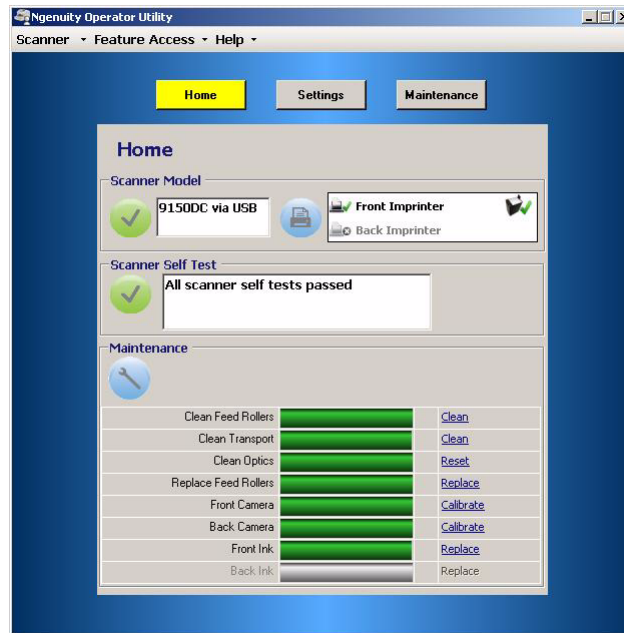 Ngenuity Operator Utility
Scanner Feature Access Help
Home Settings Maintenance
Home
Scanner Model
9150DC via USB
Front Imprinter
Back Imprinter
Scanner Self Test
All scanner self tests passed
Maintenance
Clean Feed Rollers Clean
Clean Transport Clean
Clean Optics Reset
Replace Feed Rollers Replace
Front Camera Calibrate
Back Camera Calibrate
Front Ink Replace
Back Ink Replace